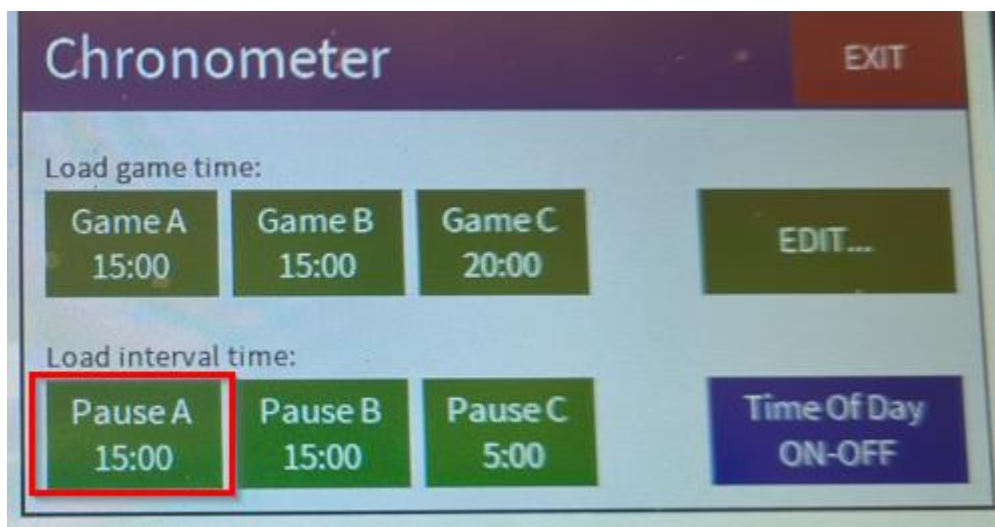 Chronometer
EXIT
Load game time:
Game A
15:00
Game B
15:00
Game C
20:00
EDIT...
Load interval time:
Pause A
15:00
Pause B
15:00
Pause C
5:00
Time Of Day
ON-OFF